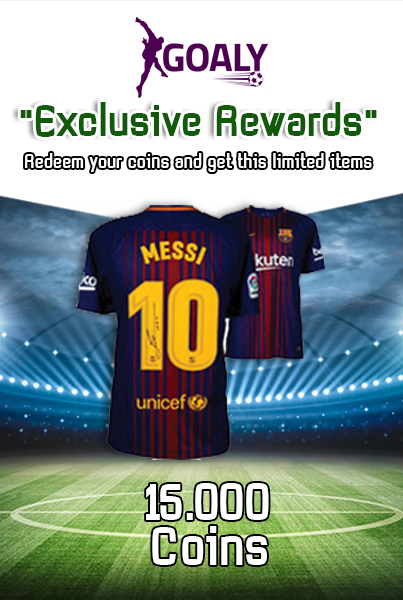 GOALY
"Exclusive Rewards"
Redeem your coins and get this limited items
MESSI
10
unicef
kuten
15.000
Coins